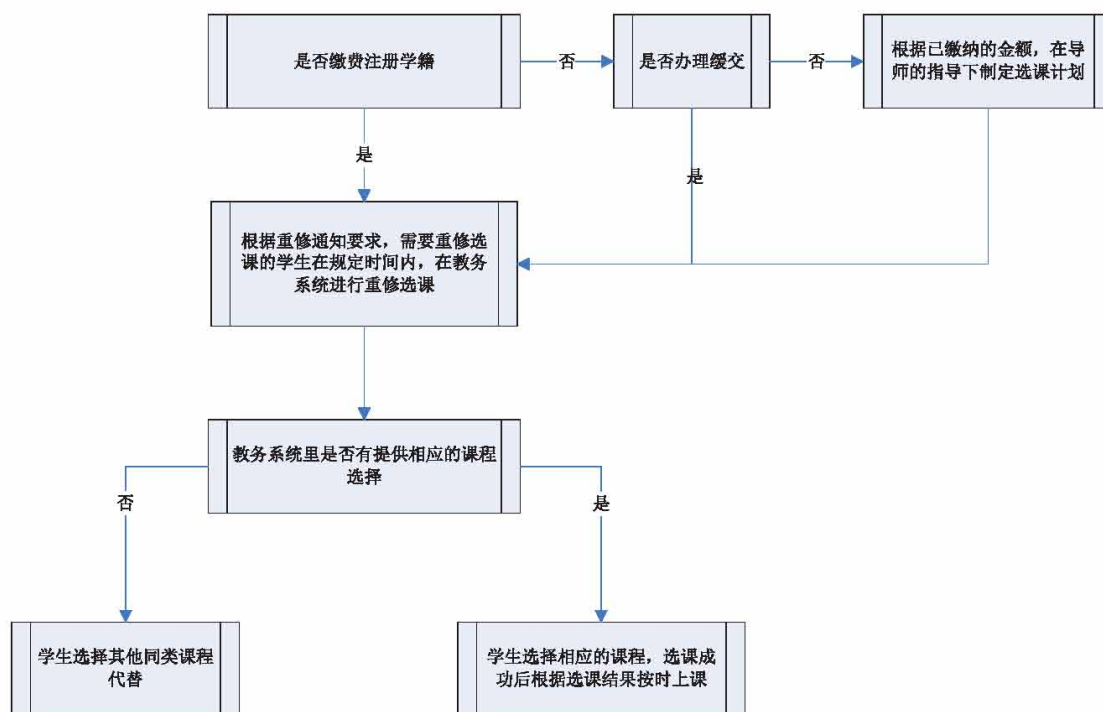 是否缴费注册学籍
否
是否办理缓交
否
根据已缴纳的金额，在导
师的指导下制定选课计划
是
是
根据重修通知要求，需要重修选
课的学生在规定时间内，在教务
系统进行重修选课
教务系统里是否有提供相应的课程
选择
否
是
学生选择其他同类课程
代替
学生选择相应的课程，选课成
功后根据选课结果按时上课